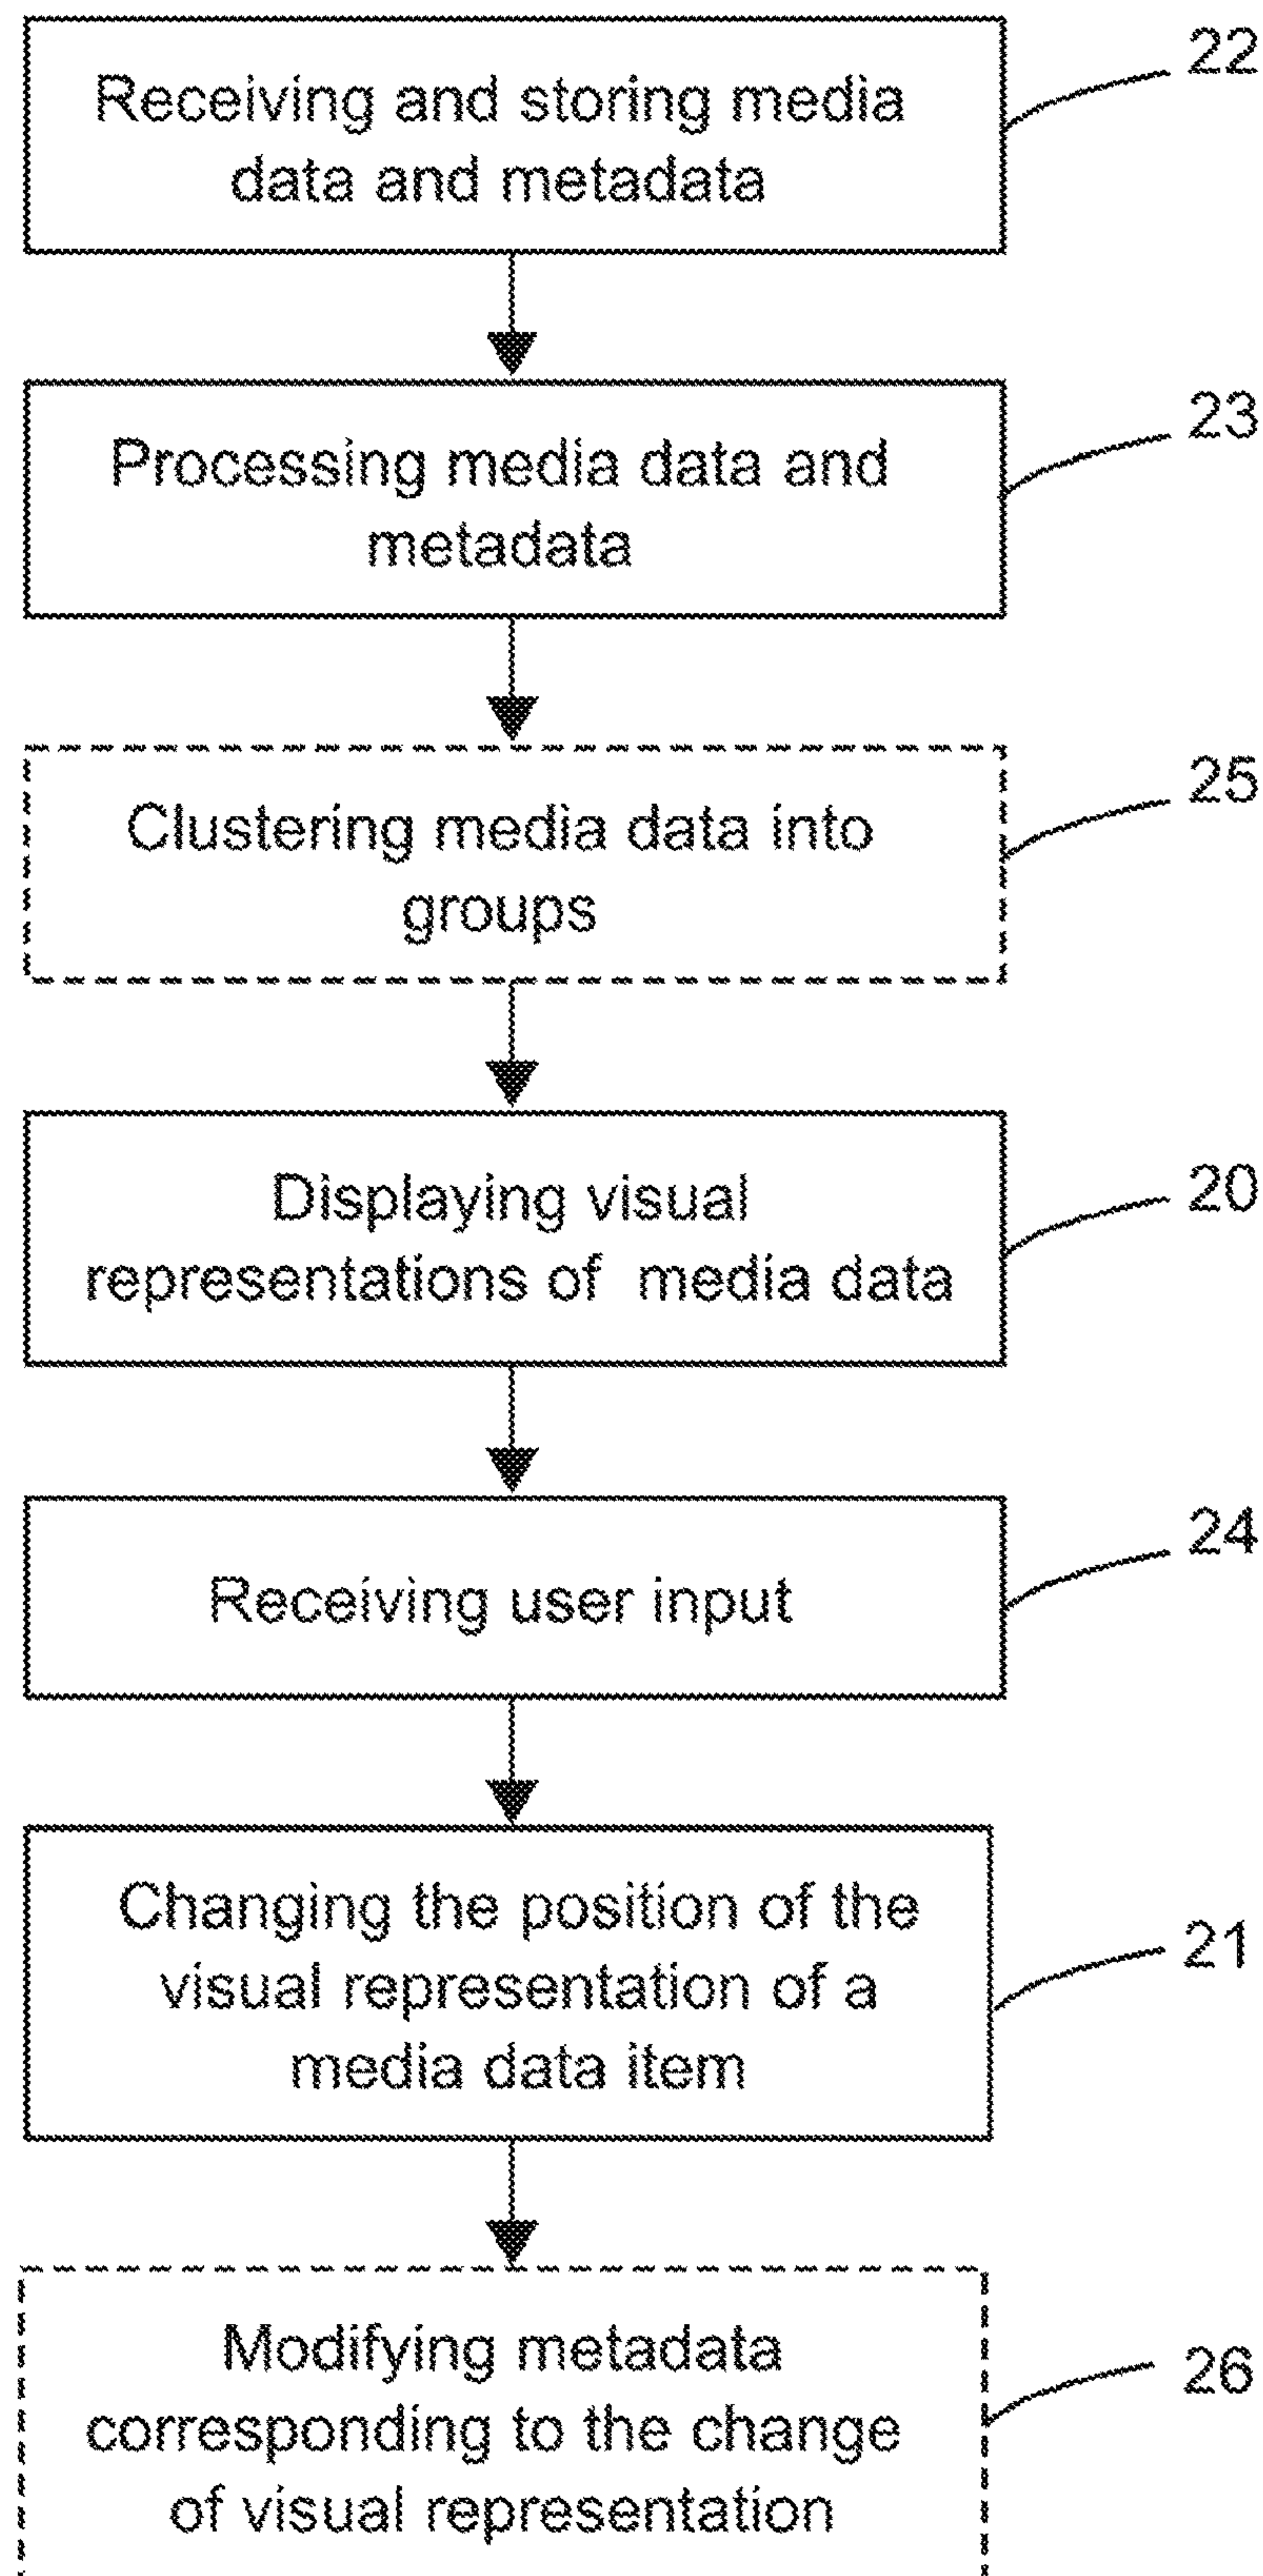 Receiving and storing media
data and metadata
22
Processing media data and
metadata
23
Clustering media data into
groups
25
Displaying visual
representations of media data
20
Receiving user input
24
Changing the position of the
visual representation of a
media data item
21
Modifying metadata
corresponding to the change
of visual representation
26